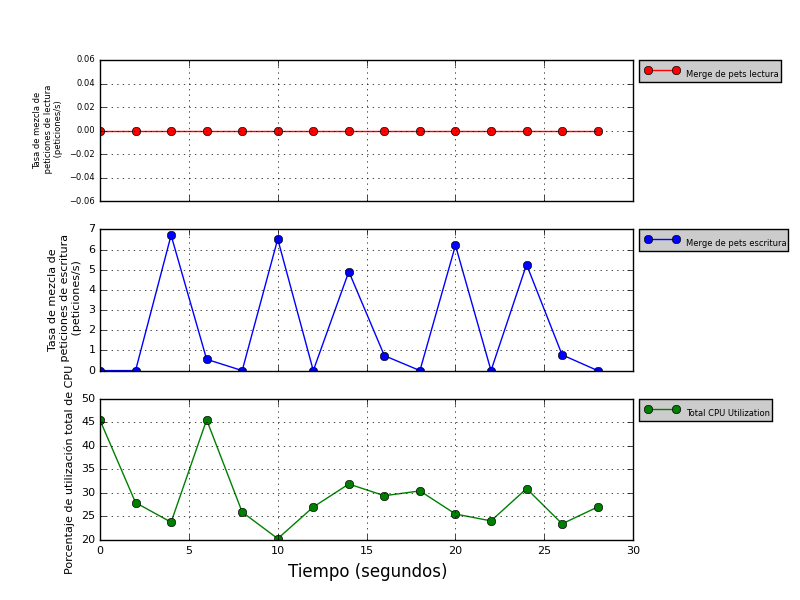 0.06
0.04
0.02
0.00
−0.02
−0.04
−0.06
Tasa de mezcla de
peticiones de lectura
(peticiones/s)
Merge de pets lectura
7
6
5
4
3
2
1
0
Tasa de mezcla de
peticiones de escritura
(peticiones/s)
Merge de pets escritura
50
45
40
35
30
25
20
Porcentaje de utilización total de CPU
Total CPU Utilization
0 5 10 15 20 25 30
Tiempo (segundos)